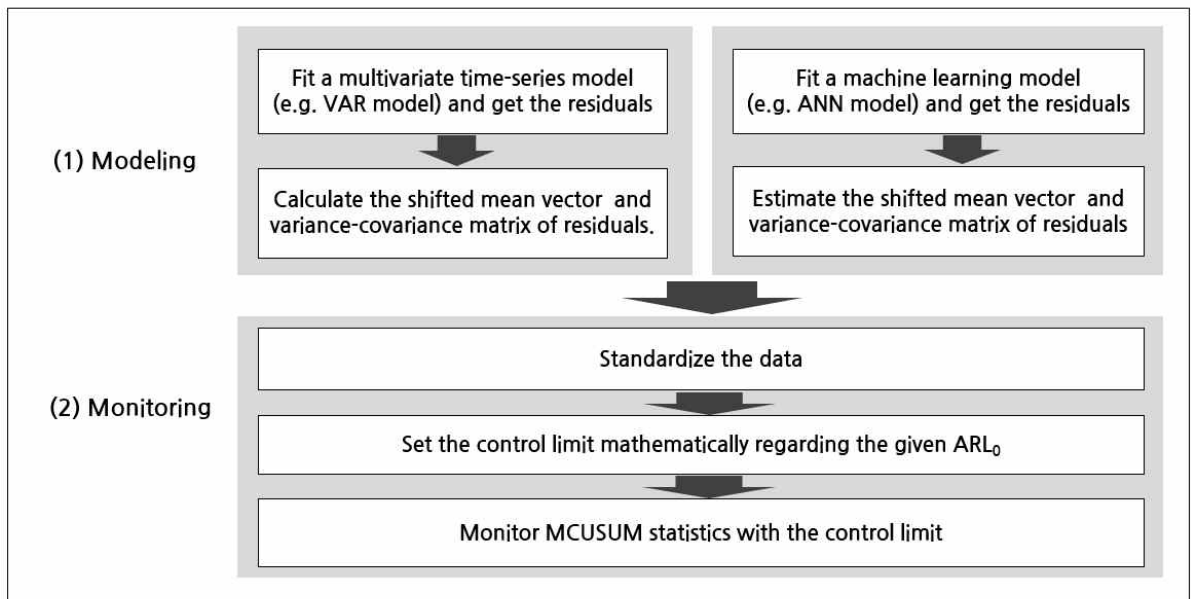 (1) Modeling
Fit a multivariate time-series model
(e.g. VAR model) and get the residuals
Calculate the shifted mean vector and
variance-covariance matrix of residuals.
Fit a machine learning model
(e.g. ANN model) and get the residuals
Estimate the shifted mean vector and
variance-covariance matrix of residuals
(2) Monitoring
Standardize the data
Set the control limit mathematically regarding the given ARL₀
Monitor MCUSUM statistics with the control limit